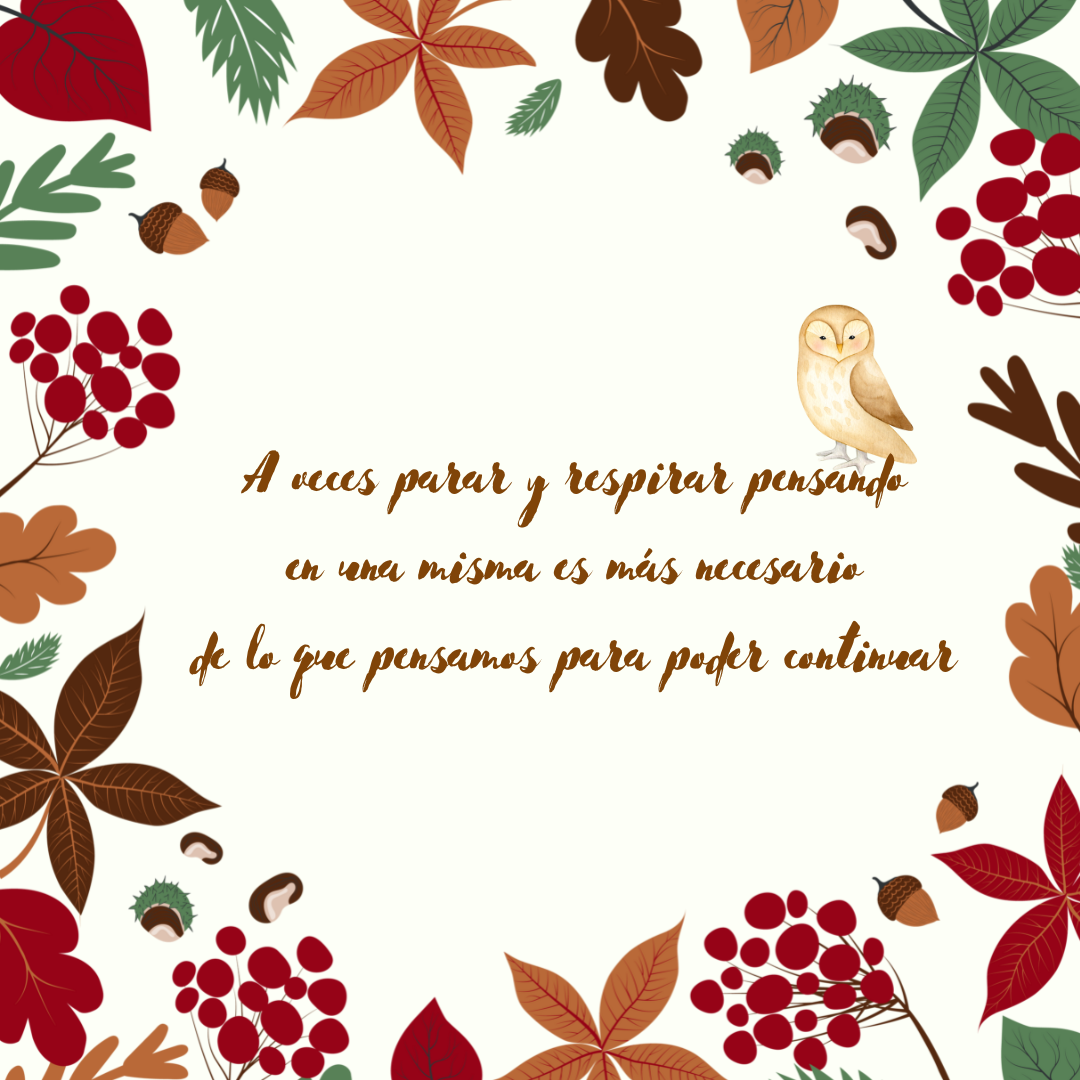 A veces parar y respirar pensando
en una misma es más necesario
de lo que pensamos para poder continuar